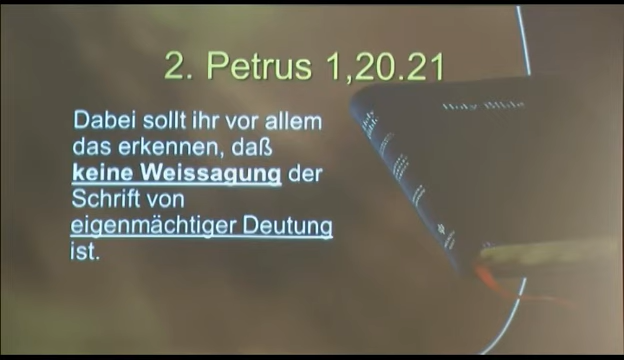 2. Petrus 1,20.21
Dabei sollt ihr vor allem
das erkennen, daß
keine Weissagung der
Schrift von
eigenmächtiger Deutung
ist.
Holy Bible
Holy